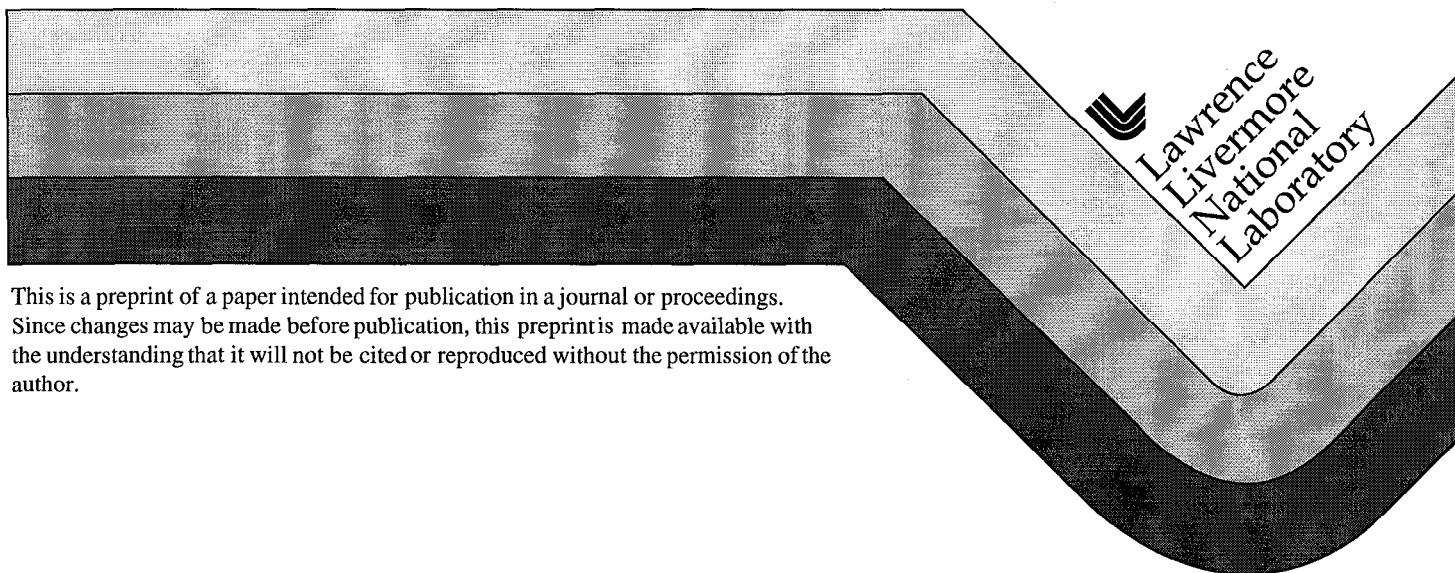 Lawrence
Livermore
National
Laboratory
This is a preprint of a paper intended for publication in a journal or proceedings.
Since changes may be made before publication, this preprint is made available with
the understanding that it will not be cited or reproduced without the permission of the
author.